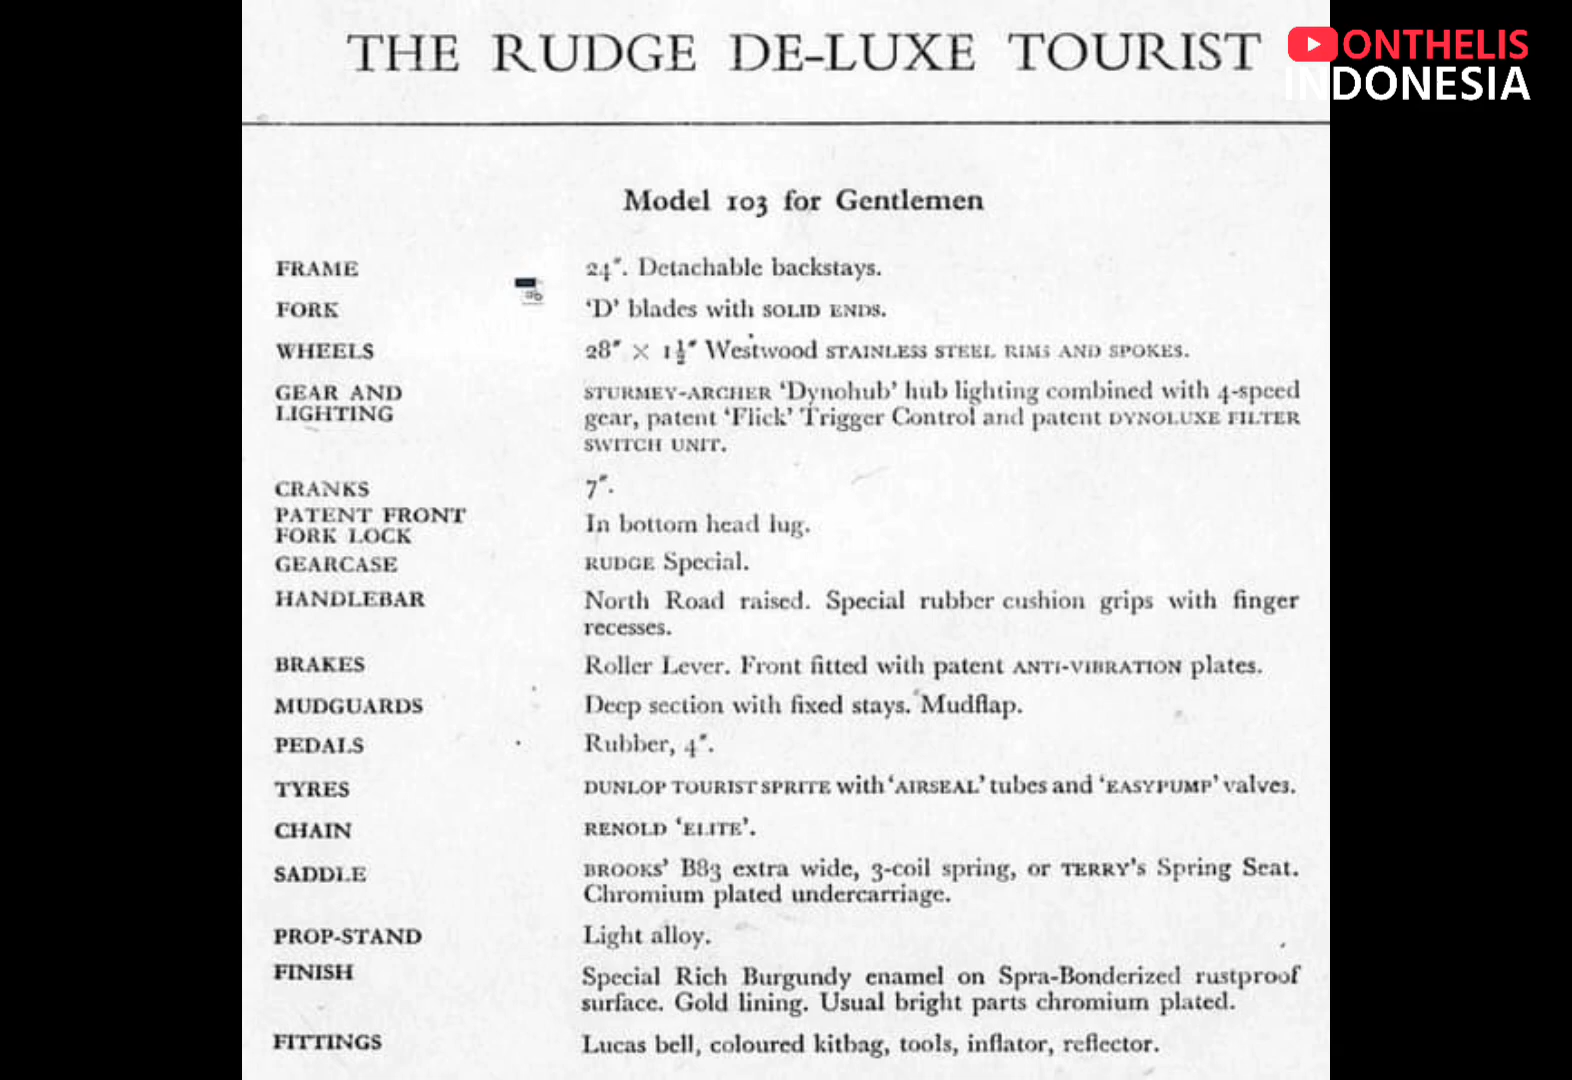 THE RUDGE DE-LUXE TOURIST
ONTHELIS
INDONESIA
Model 103 for Gentlemen
FRAME 24″. Detachable backstays.
FORK ‘D’ blades with SOLID ENDS.
WHEELS 28″ × 1½″ Westwood STAINLESS STEEL RIMS AND SPOKES.
GEAR AND STURMEY-ARCHER ‘Dynohub’ hub lighting combined with 4-speed
LIGHTING gear, patent ‘Flick’ Trigger Control and patent DYNOLUXE FILTER
SWITCH UNIT.
CRANKS 7″.
PATENT FRONT
FORK LOCK In bottom head lug.
GEARCASE RUDGE Special.
HANDLEBAR North Road raised. Special rubber cushion grips with finger
recesses.
BRAKES Roller Lever. Front fitted with patent ANTI-VIBRATION plates.
MUDGUARDS Deep section with fixed stays. Mudflap.
PEDALS Rubber, 4″.
TYRES DUNLOP TOURIST SPRITE with ‘AIRSEAL’ tubes and ‘EASYPUMP’ valves.
CHAIN RENOLD ‘ELITE’.
SADDLE BROOKS’ B83 extra wide, 3-coil spring, or TERRY’S Spring Seat.
Chromium plated undercarriage.
PROP-STAND Light alloy.
FINISH Special Rich Burgundy enamel on Spra-Bonderized rustproof
surface. Gold lining. Usual bright parts chromium plated.
FITTINGS Lucas bell, coloured kitbag, tools, inflator, reflector.